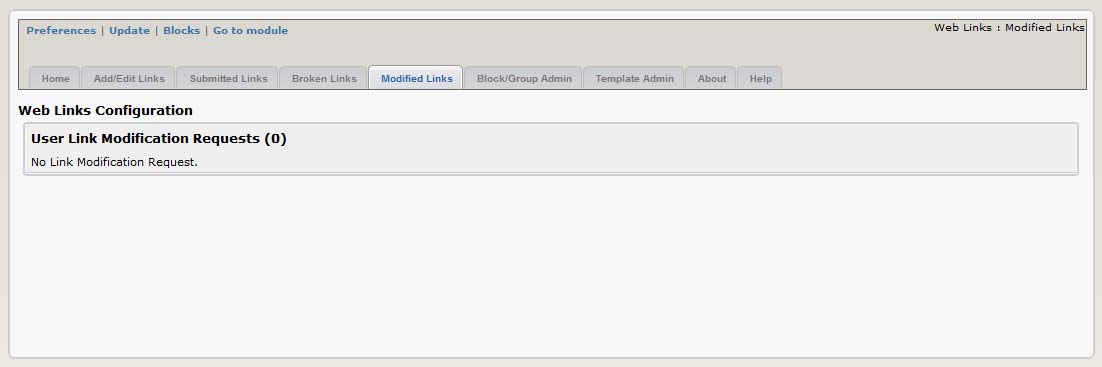 Preferences | Update | Blocks | Go to module
Web Links : Modified Links
Home Add/Edit Links Submitted Links Broken Links Modified Links Block/Group Admin Template Admin About Help
Web Links Configuration
User Link Modification Requests (0)
No Link Modification Request.